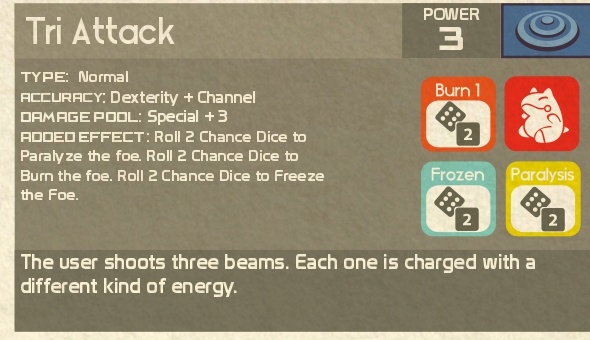 Tri Attack
POWER
3
TYPE: Normal
ACCURACY: Dexterity + Channel
DAMAGE POOL: Special + 3
ADDED EFFECT: Roll 2 Chance Dice to
Paralyze the foe. Roll 2 Chance Dice to
Burn the foe. Roll 2 Chance Dice to Freeze
the Foe.
Burn 1
2
Frozen
2
Paralysis
2
The user shoots three beams. Each one is charged with a
different kind of energy.